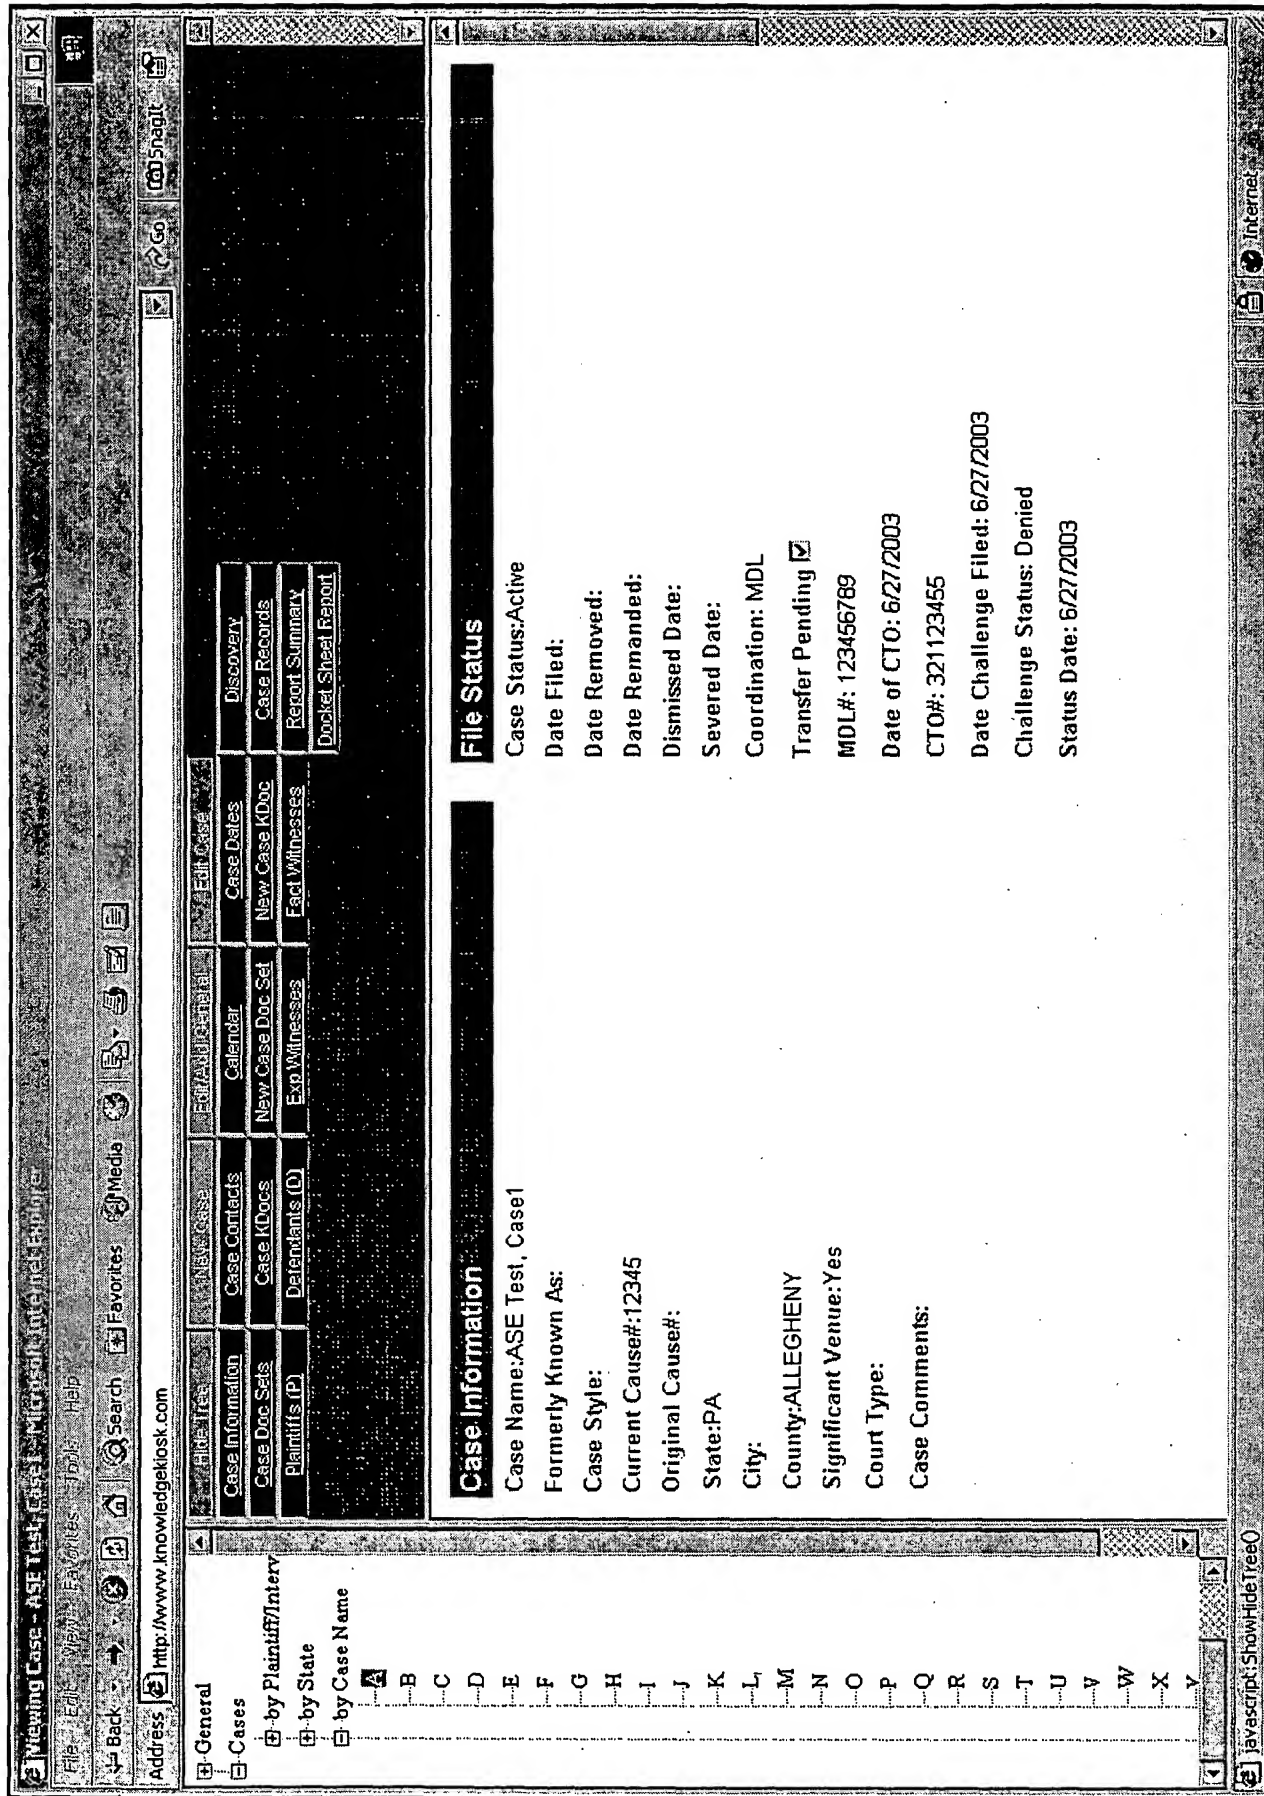 Viewing Case - ASE Test, Case1 - Microsoft Internet Explorer
File Edit View Favorites Tools Help
Back Search Favorites Media
Address http://www.knowledgekiosk.com Go SnagIt
General
Cases
by Plaintiff/Interv
by State
by Case Name
A
B
C
D
E
F
G
H
I
J
K
L
M
N
O
P
Q
R
S
T
U
V
W
X
Y
Hide Tree New Case Edit/Add General Edit Case
Case Information Case Contacts Calendar Case Dates Discovery
Case Doc Sets Case KDocs New Case Doc Set New Case KDoc Case Records
Plaintiffs (P) Defendants (D) Exp Witnesses Fact Witnesses Report Summary
Docket Sheet Report
Case Information
Case Name:ASE Test, Case1
Formerly Known As:
Case Style:
Current Cause#:12345
Original Cause#:
State:PA
City:
County:ALLEGHENY
Significant Venue:Yes
Court Type:
Case Comments:
File Status
Case Status:Active
Date Filed:
Date Removed:
Date Remanded:
Dismissed Date:
Severed Date:
Coordination: MDL
Transfer Pending
MDL#: 123456789
Date of CTO: 6/27/2003
CTO#: 321123455
Date Challenge Filed: 6/27/2003
Challenge Status: Denied
Status Date: 6/27/2003
javascript:ShowHideTree() Internet